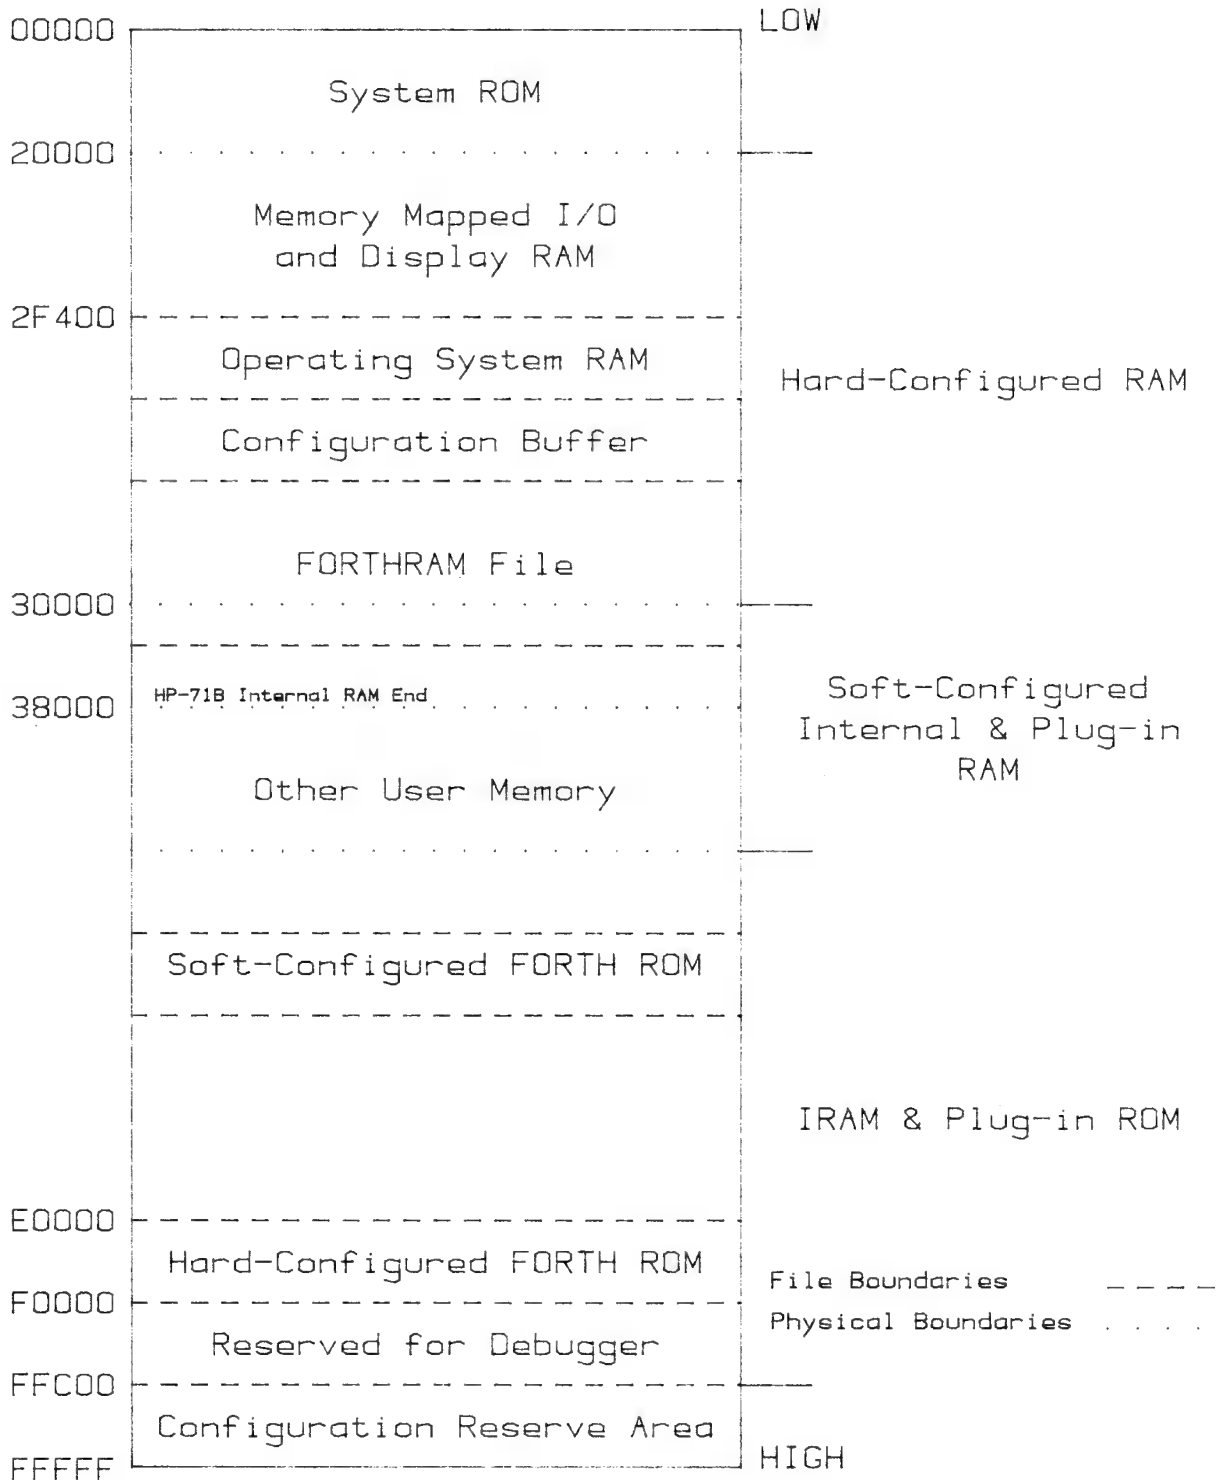 00000
LOW
System ROM
20000
Memory Mapped I/O
and Display RAM
2F400
Operating System RAM
Hard-Configured RAM
Configuration Buffer
FORTHRAM File
30000
HP-71B Internal RAM End
38000
Soft-Configured
Internal & Plug-in
RAM
Other User Memory
Soft-Configured FORTH ROM
IRAM & Plug-in ROM
E0000
Hard-Configured FORTH ROM
File Boundaries
F0000
Physical Boundaries
Reserved for Debugger
FFC00
Configuration Reserve Area
FFFFF
HIGH